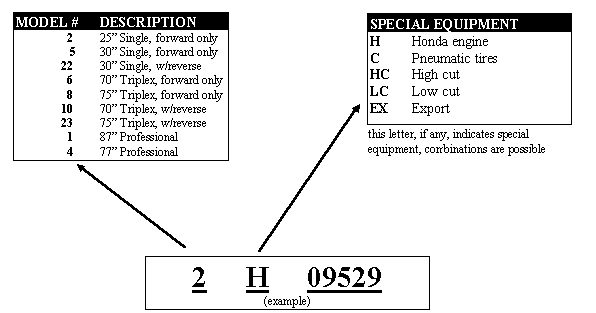 MODEL # DESCRIPTION
2 25” Single, forward only
5 30” Single, forward only
22 30” Single, w/reverse
6 70” Triplex, forward only
8 75” Triplex, forward only
10 70” Triplex, w/reverse
23 75” Triplex, w/reverse
1 87” Professional
4 77” Professional
SPECIAL EQUIPMENT
H Honda engine
C Pneumatic tires
HC High cut
LC Low cut
EX Export
this letter, if any, indicates special
equipment, combinations are possible
2 H 09529
(example)